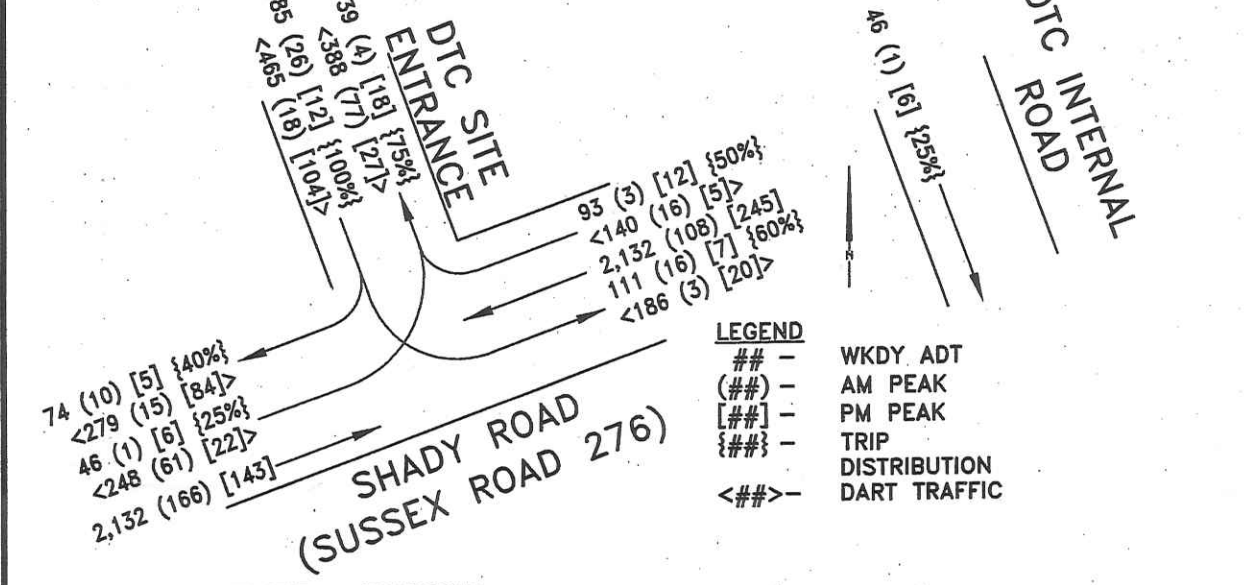 39 (4) [18] {75%}
<388 (77) [27]>
85 (26) [12] {100%}
<465 (18) [104]>
DTC SITE
ENTRANCE
46 (1) [6] {25%}
DTC INTERNAL
ROAD
93 (3) [12] {50%}
<140 (16) [5]>
2,132 (108) [245]
111 (16) [7] {60%}
<186 (3) [20]>
N
74 (10) [5] {40%}
<279 (15) [84]>
46 (1) [6] {25%}
<248 (61) [22]>
2,132 (166) [143]
SHADY ROAD
(SUSSEX ROAD 276)
LEGEND
## - WKDY ADT
(##) - AM PEAK
[##] - PM PEAK
{##} - TRIP
DISTRIBUTION
<##>- DART TRAFFIC